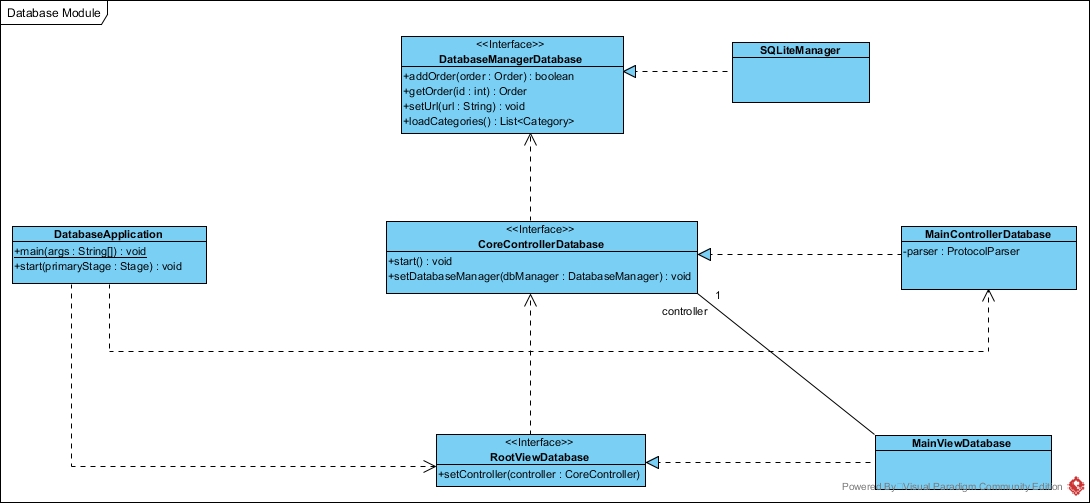 Database Module
<<Interface>>
DatabaseManagerDatabase
+addOrder(order : Order) : boolean
+getOrder(id : int) : Order
+setUrl(url : String) : void
+loadCategories() : List<Category>
SQLiteManager
DatabaseApplication
+main(args : String[]) : void
+start(primaryStage : Stage) : void
<<Interface>>
CoreControllerDatabase
+start() : void
+setDatabaseManager(dbManager : DatabaseManager) : void
MainControllerDatabase
-parser : ProtocolParser
1
controller
<<Interface>>
RootViewDatabase
+setController(controller : CoreController)
MainViewDatabase
Powered By Visual Paradigm Community Edition